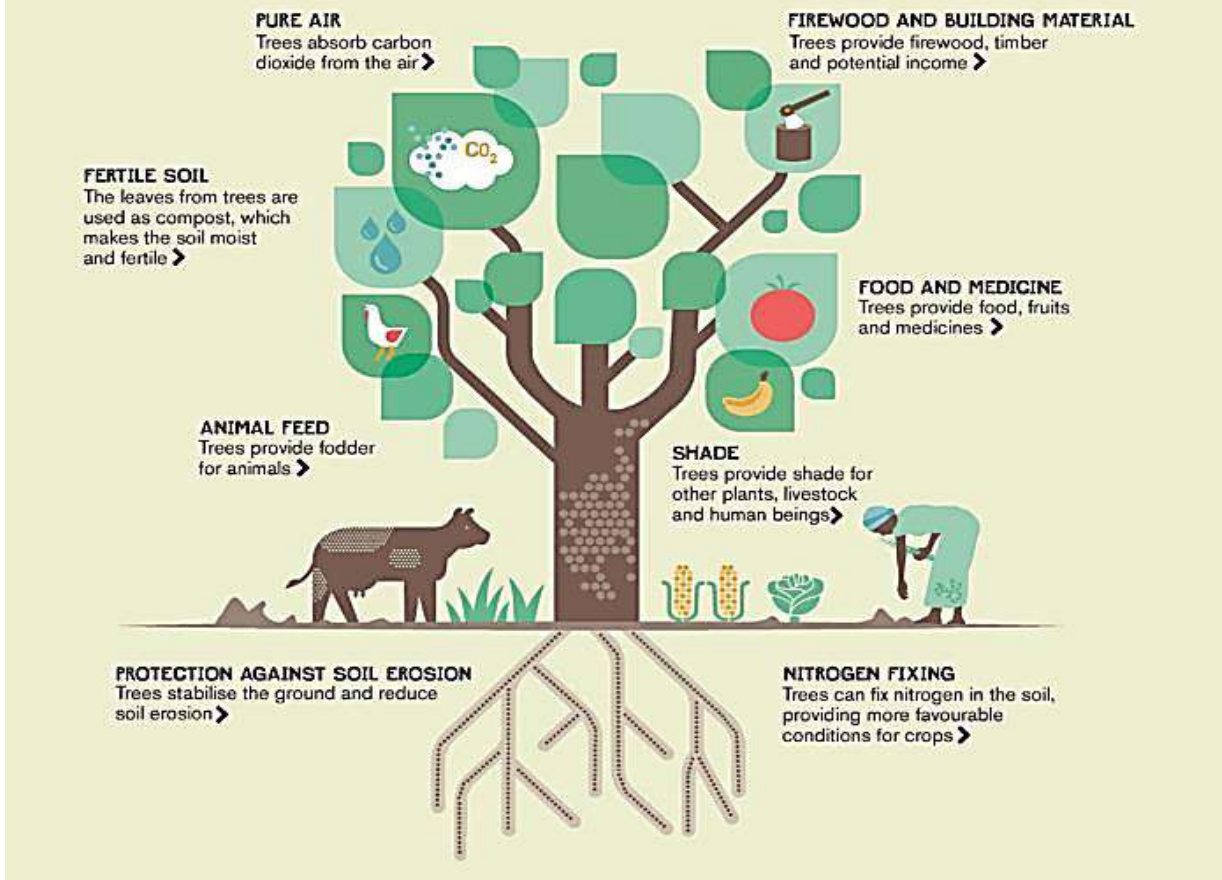 PURE AIR
Trees absorb carbon
dioxide from the air
FIREWOOD AND BUILDING MATERIAL
Trees provide firewood, timber
and potential income
CO₂
FERTILE SOIL
The leaves from trees are
used as compost, which
makes the soil moist
and fertile
FOOD AND MEDICINE
Trees provide food, fruits
and medicines
ANIMAL FEED
Trees provide fodder
for animals
SHADE
Trees provide shade for
other plants, livestock
and human beings
PROTECTION AGAINST SOIL EROSION
Trees stabilise the ground and reduce
soil erosion
NITROGEN FIXING
Trees can fix nitrogen in the soil,
providing more favourable
conditions for crops